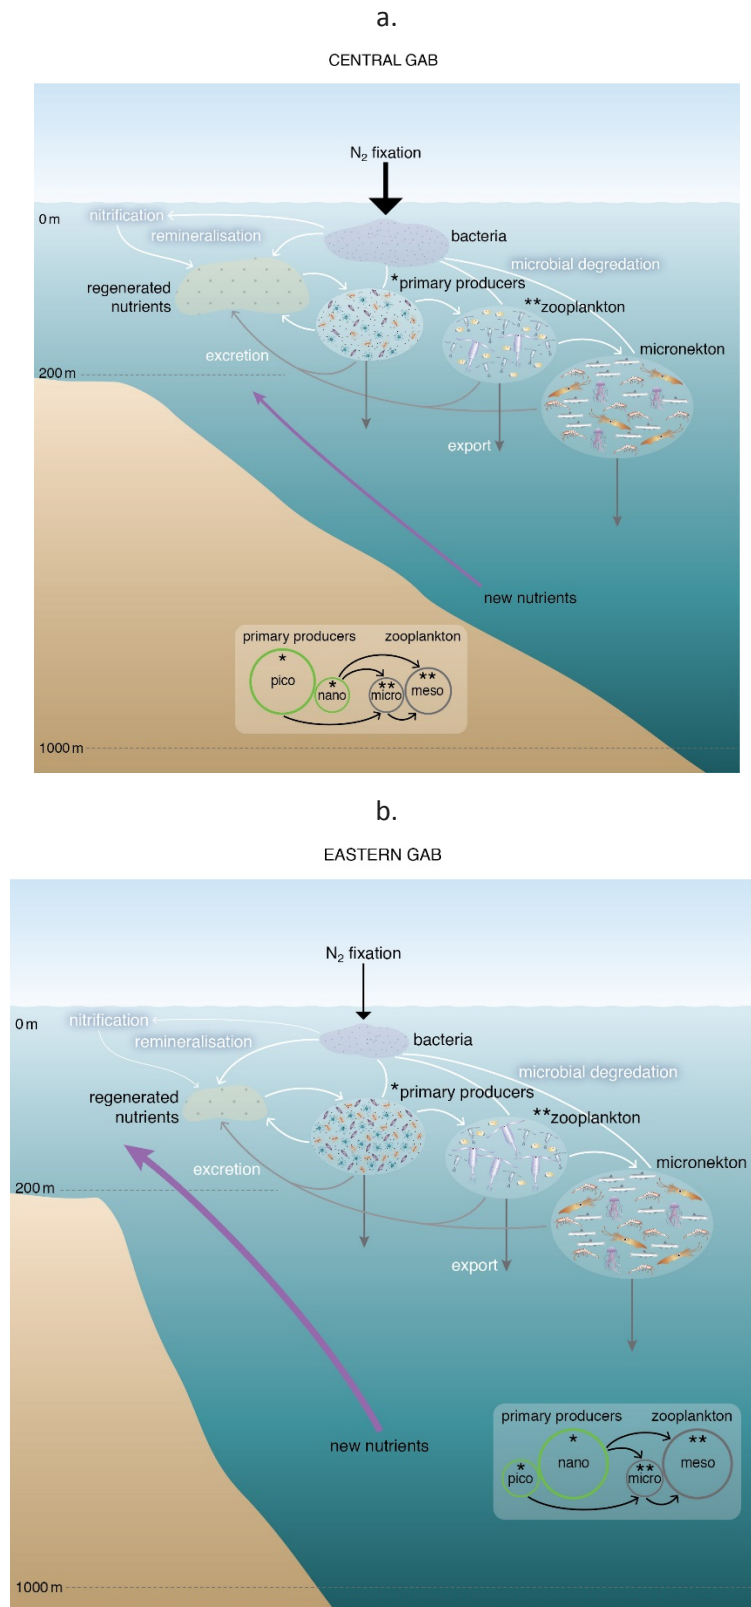 a.
CENTRAL GAB
N₂ fixation
0 m
nitrification
remineralisation
bacteria
microbial degredation
*primary producers
regenerated
nutrients
**zooplankton
micronekton
excretion
200 m
export
new nutrients
primary producers
zooplankton
*
pico
*
nano
**
micro
**
meso
1000 m
b.
EASTERN GAB
N₂ fixation
0 m
nitrification
remineralisation
bacteria
microbial degredation
*primary producers
regenerated
nutrients
**zooplankton
micronekton
excretion
200 m
export
new nutrients
primary producers
zooplankton
*
pico
*
nano
**
micro
**
meso
1000 m